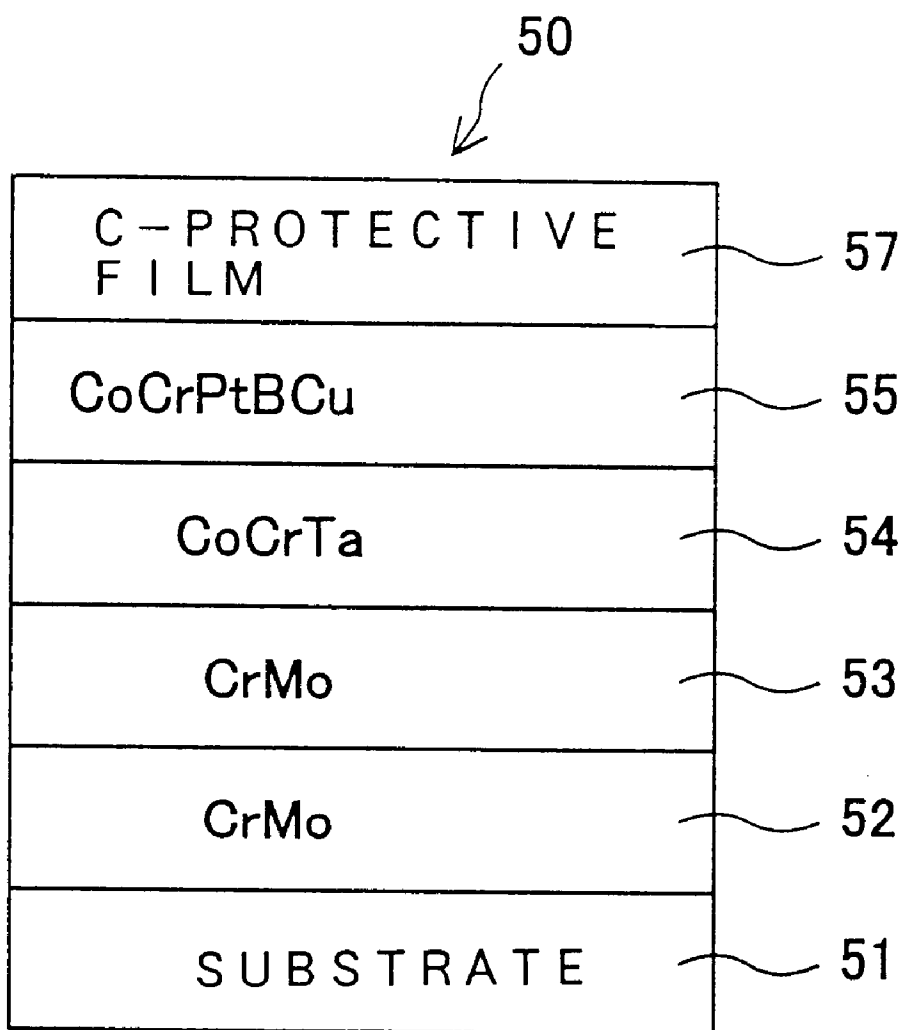 50
C-PROTECTIVE
FILM
57
CoCrPtBCu
55
CoCrTa
54
CrMo
53
CrMo
52
SUBSTRATE
51